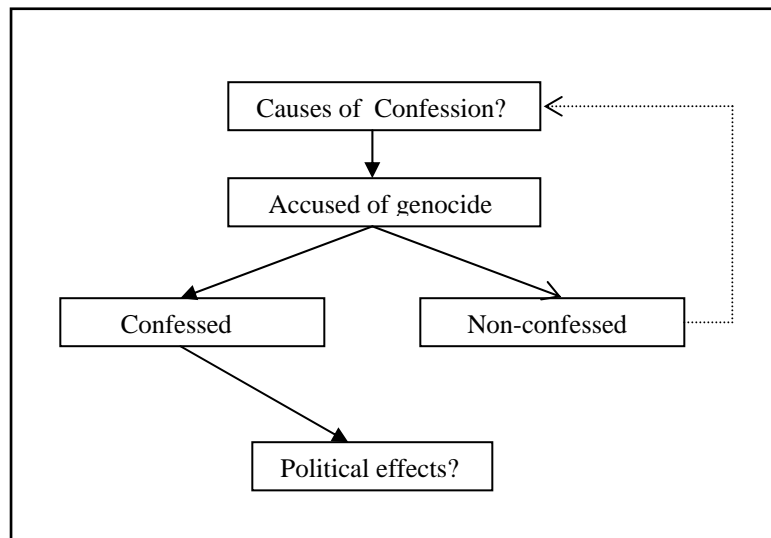 Causes of Confession?
Accused of genocide
Confessed
Non-confessed
Political effects?